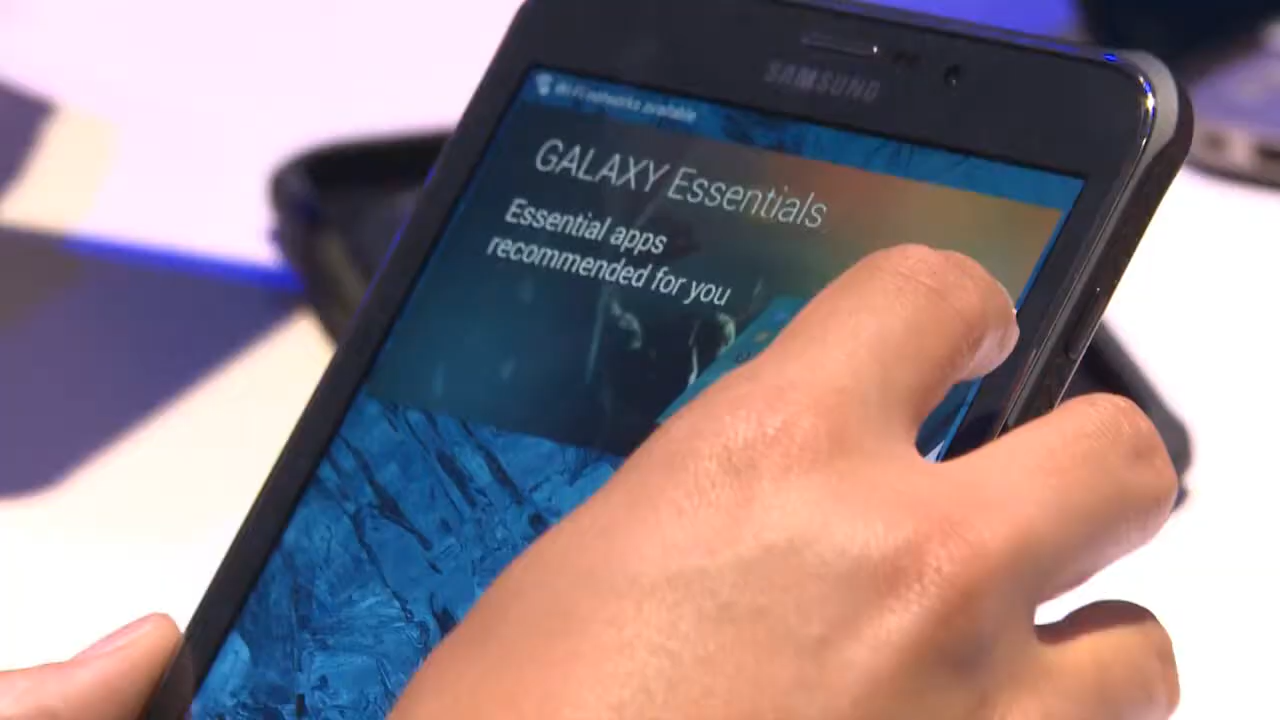 SAMSUNG
Wi-Fi networks available
GALAXY Essentials
Essential apps
recommended for you